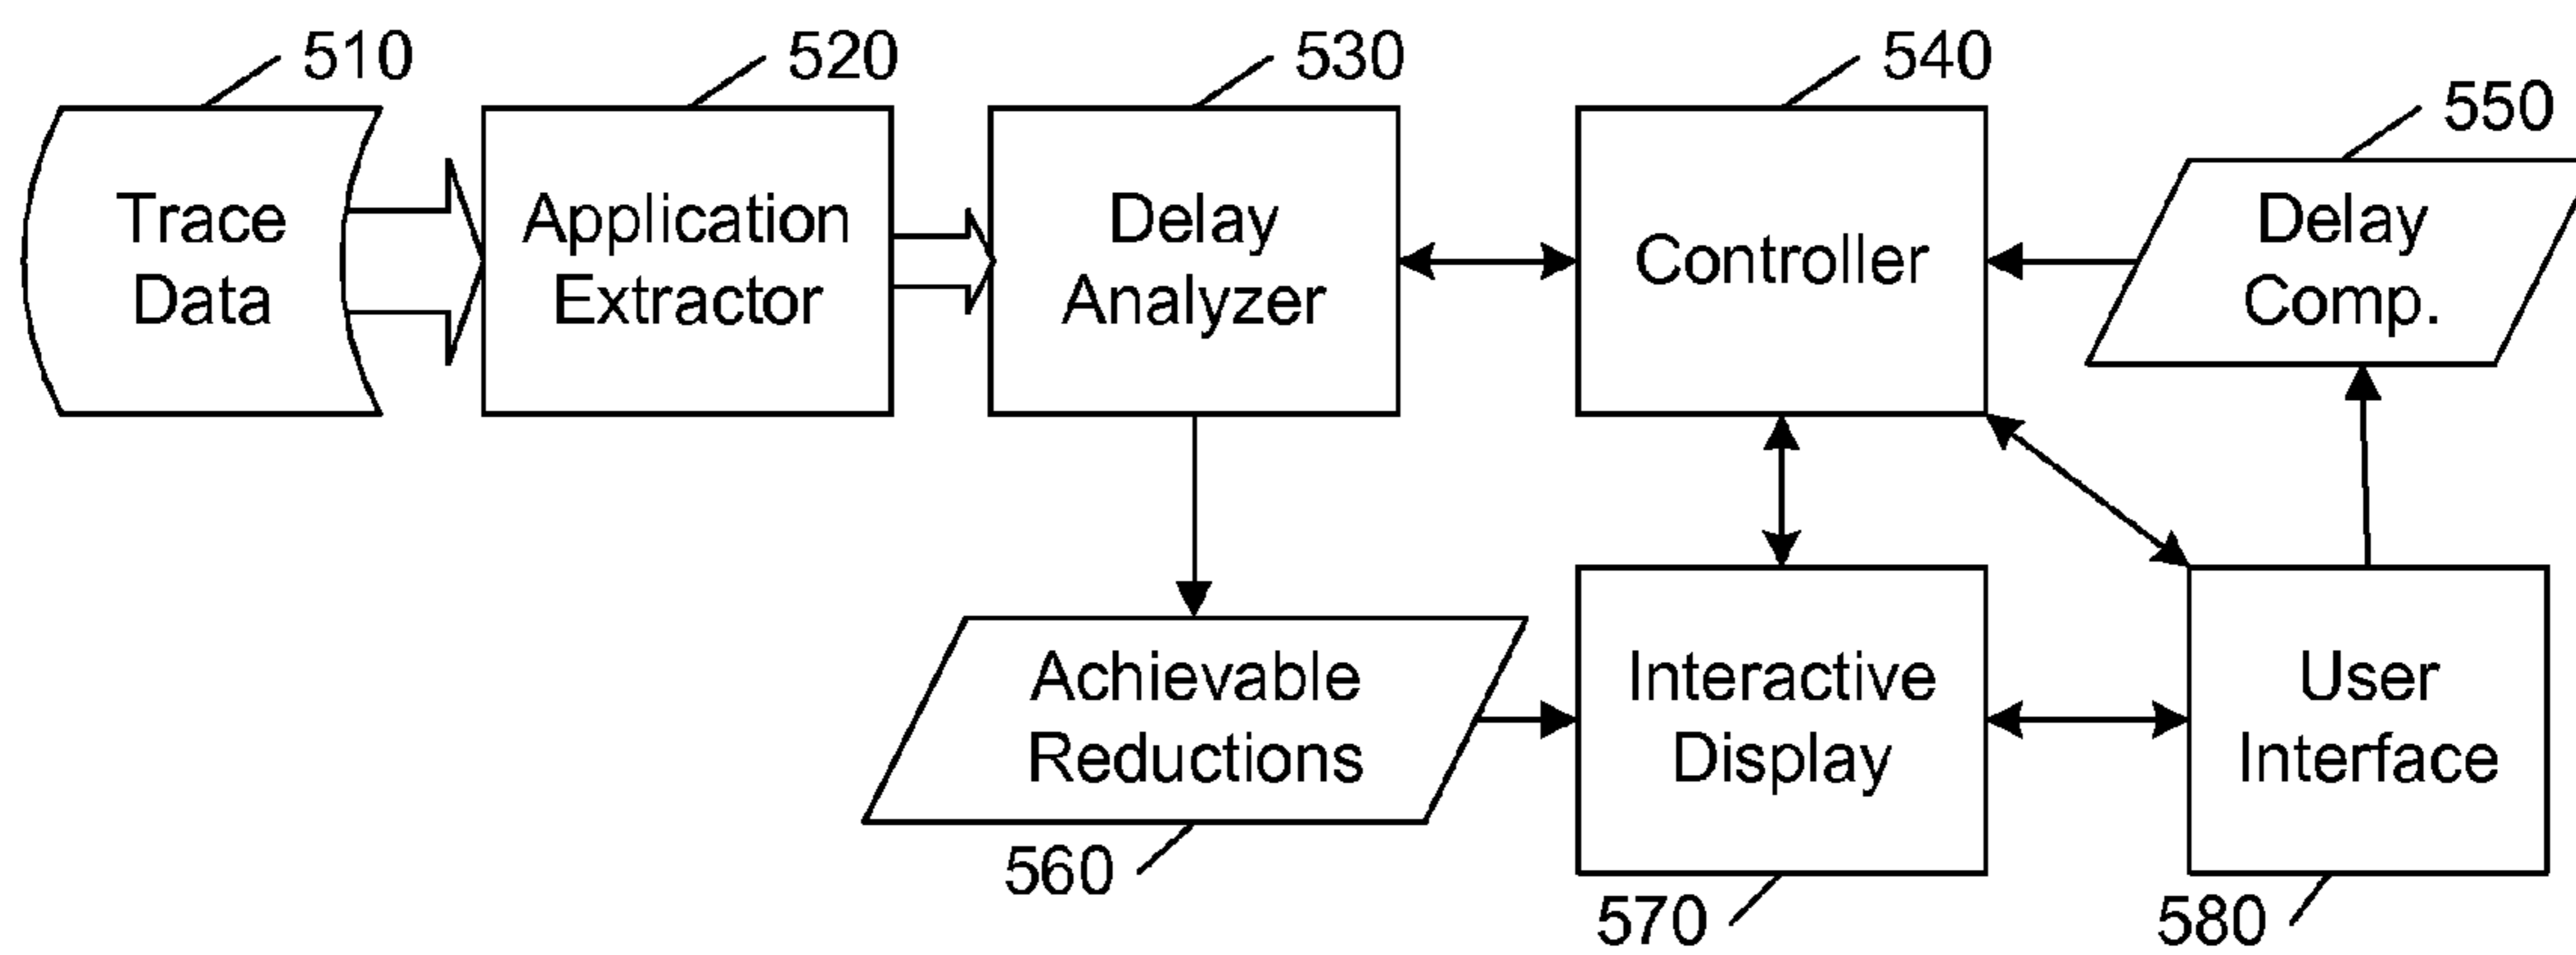 510
520
530
540
550
Trace
Data
Application
Extractor
Delay
Analyzer
Controller
Delay
Comp.
Achievable
Reductions
Interactive
Display
User
Interface
560
570
580